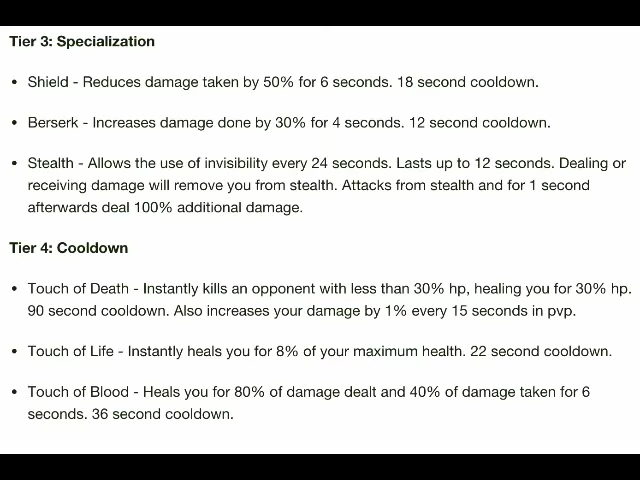 Tier 3: Specialization
• Shield - Reduces damage taken by 50% for 6 seconds. 18 second cooldown.
• Berserk - Increases damage done by 30% for 4 seconds. 12 second cooldown.
• Stealth - Allows the use of invisibility every 24 seconds. Lasts up to 12 seconds. Dealing or
receiving damage will remove you from stealth. Attacks from stealth and for 1 second
afterwards deal 100% additional damage.
Tier 4: Cooldown
• Touch of Death - Instantly kills an opponent with less than 30% hp, healing you for 30% hp.
90 second cooldown. Also increases your damage by 1% every 15 seconds in pvp.
• Touch of Life - Instantly heals you for 8% of your maximum health. 22 second cooldown.
• Touch of Blood - Heals you for 80% of damage dealt and 40% of damage taken for 6
seconds. 36 second cooldown.